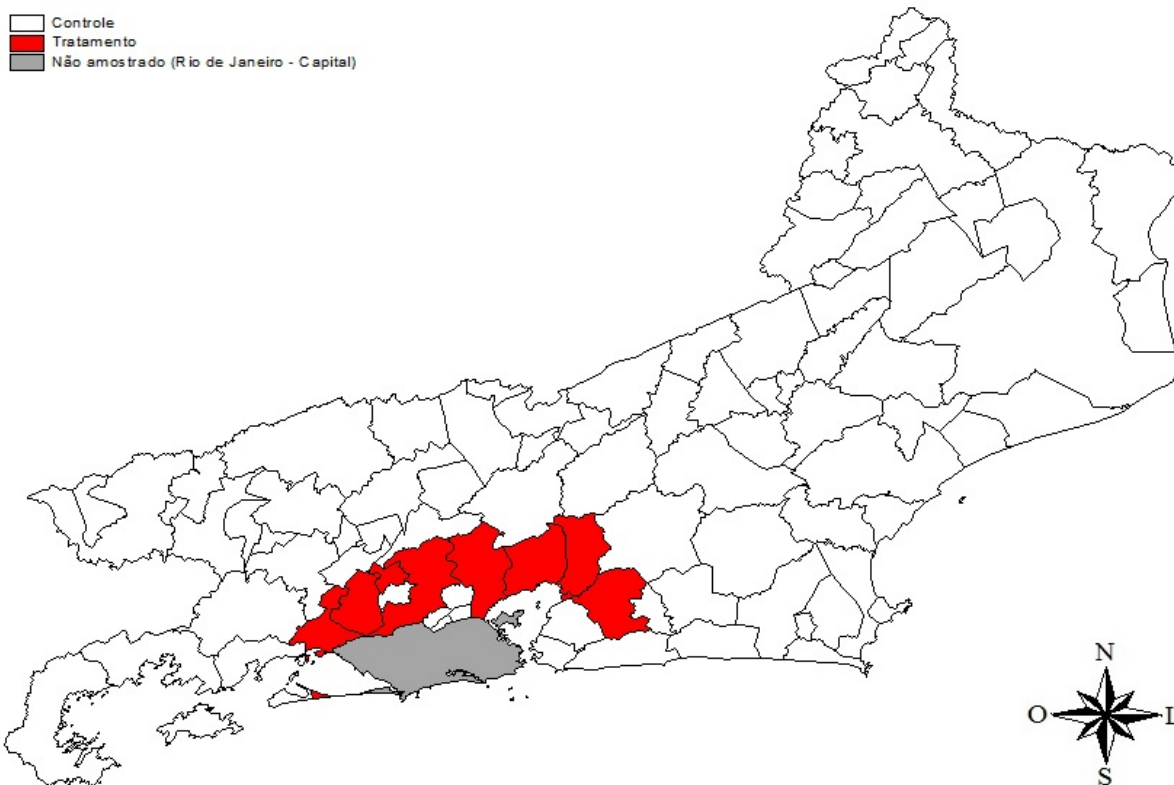 Controle
Tratamento
Não amostrado (Rio de Janeiro - Capital)
N
O
L
S